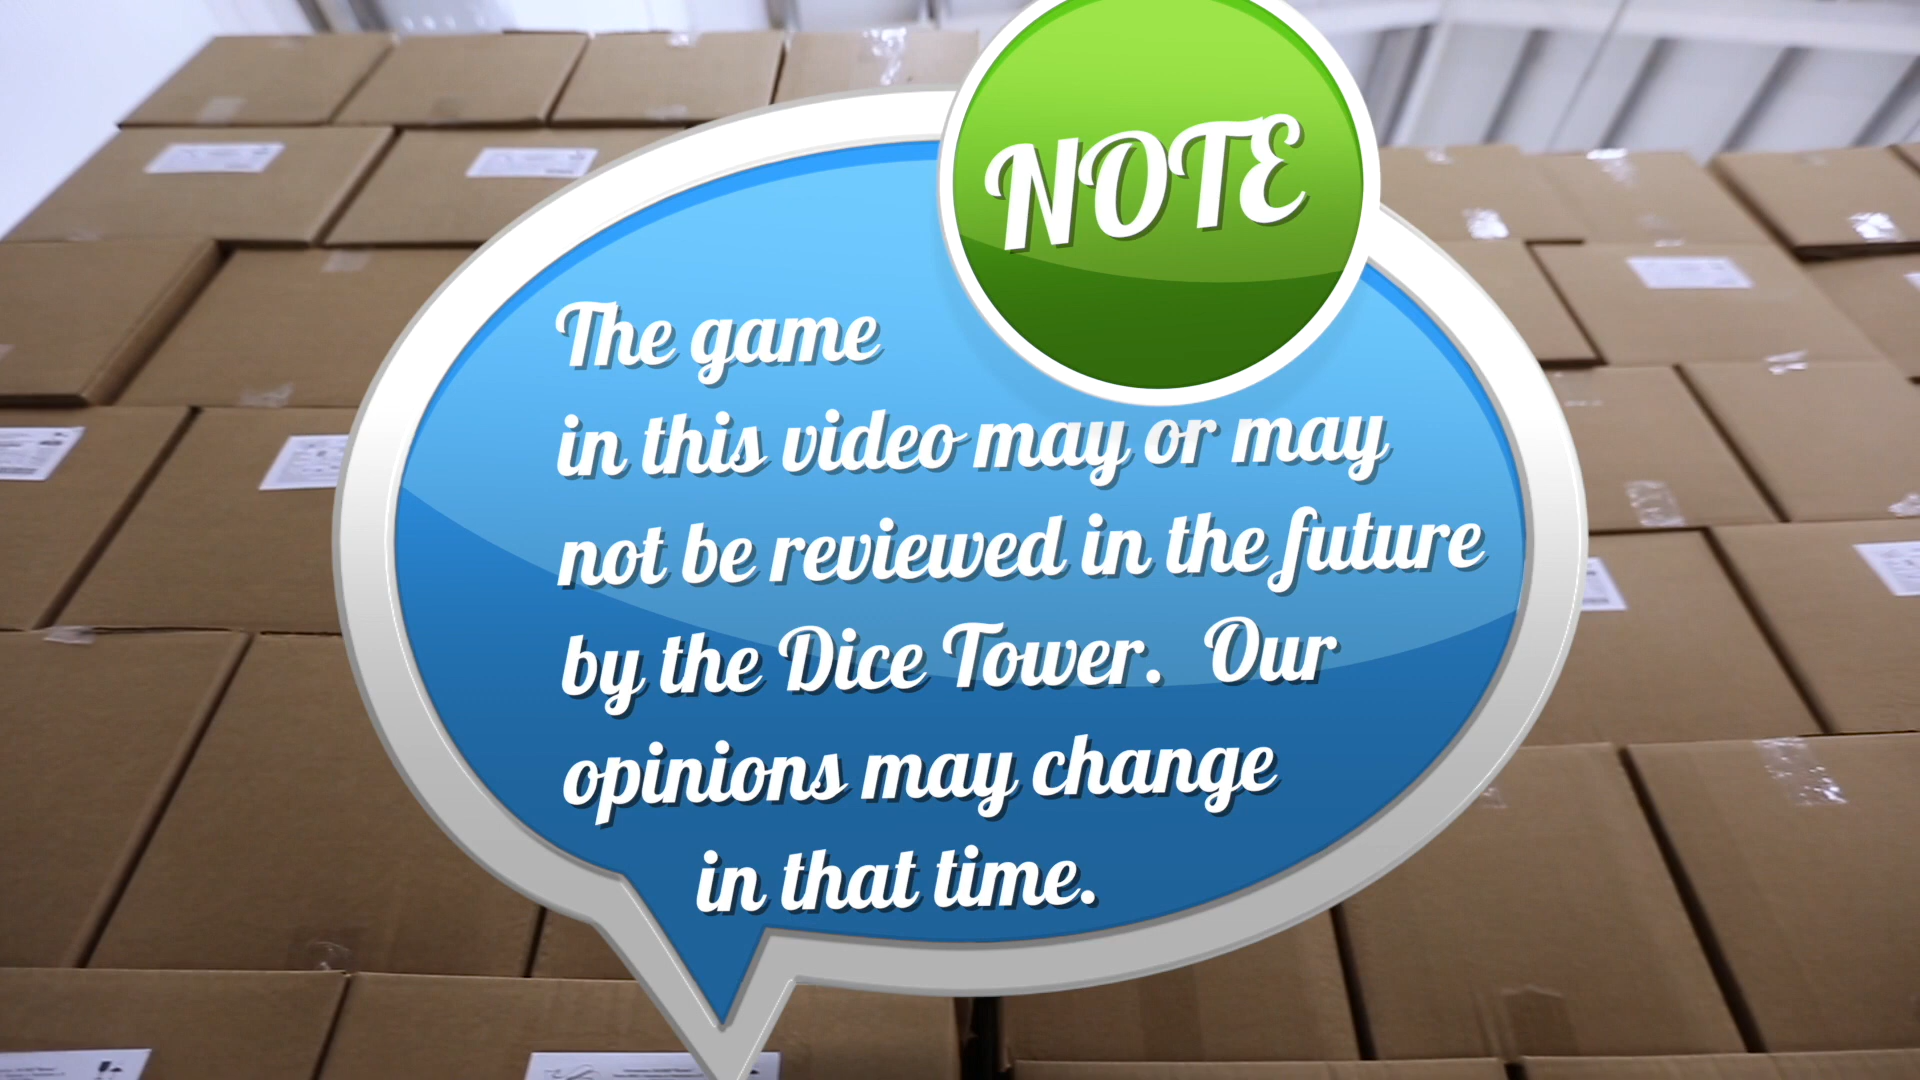 NOTE
The game
in this video may or may
not be reviewed in the future
by the Dice Tower. Our
opinions may change
in that time.